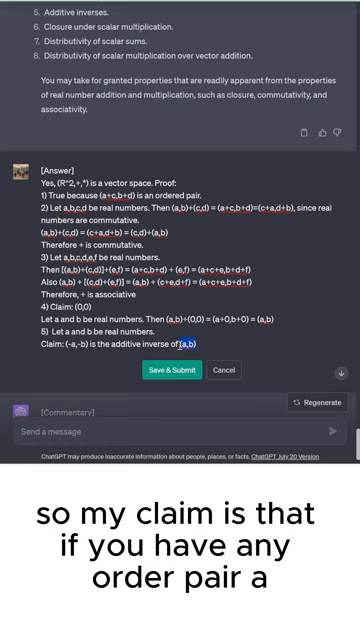 5. Additive inverses.
6. Closure under scalar multiplication.
7. Distributivity of scalar sums.
8. Distributivity of scalar multiplication over vector addition.
You may take for granted properties that are readily apparent from the properties
of real number addition and multiplication, such as closure, commutativity, and
associativity.
[Answer]
Yes, (R^2,+,*) is a vector space. Proof:
1) True because (a+c,b+d) is an ordered pair.
2) Let a,b,c,d be real numbers. Then (a,b)+(c,d) = (a+c,b+d)=(c+a,d+b), since real
numbers are commutative.
(a,b)+(c,d) = (c+a,d+b) = (c,d)+(a,b)
Therefore + is commutative.
3) Let a,b,c,d,e,f be real numbers.
Then [(a,b)+(c,d)]+(e,f) = (a+c,b+d) + (e,f) = (a+c+e,b+d+f)
Also (a,b) + [(c,d)+(e,f)] = (a,b) + (c+e,d+f) = (a+c+e,b+d+f)
Therefore, + is associative
4) Claim: (0,0)
Let a and b be real numbers. Then (a,b)+(0,0) = (a+0,b+0) = (a,b)
5) Let a and b be real numbers.
Claim: (-a,-b) is the additive inverse of (a,b)
Save & Submit Cancel
Regenerate
[Commentary]
Send a message
ChatGPT may produce inaccurate information about people, places, or facts. ChatGPT July 20 Version
so my claim is that
if you have any
order pair a